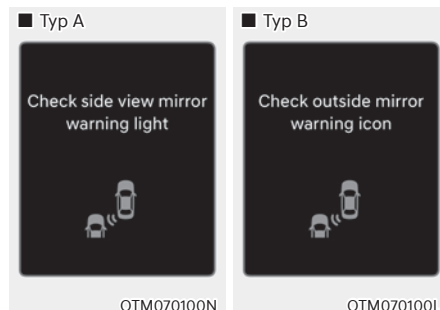 ■ Typ A
Check side view mirror
warning light
OTM070100N
■ Typ B
Check outside mirror
warning icon
OTM070100L